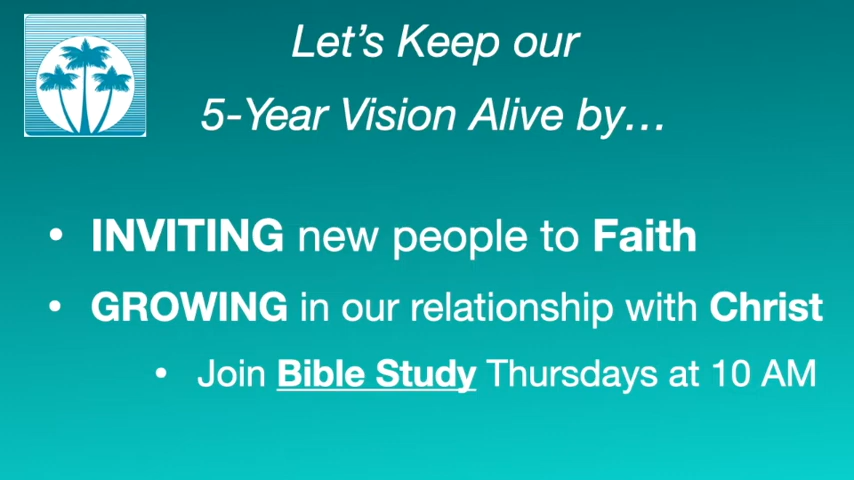 Let's Keep our
5-Year Vision Alive by…
• INVITING new people to Faith
• GROWING in our relationship with Christ
• Join Bible Study Thursdays at 10 AM